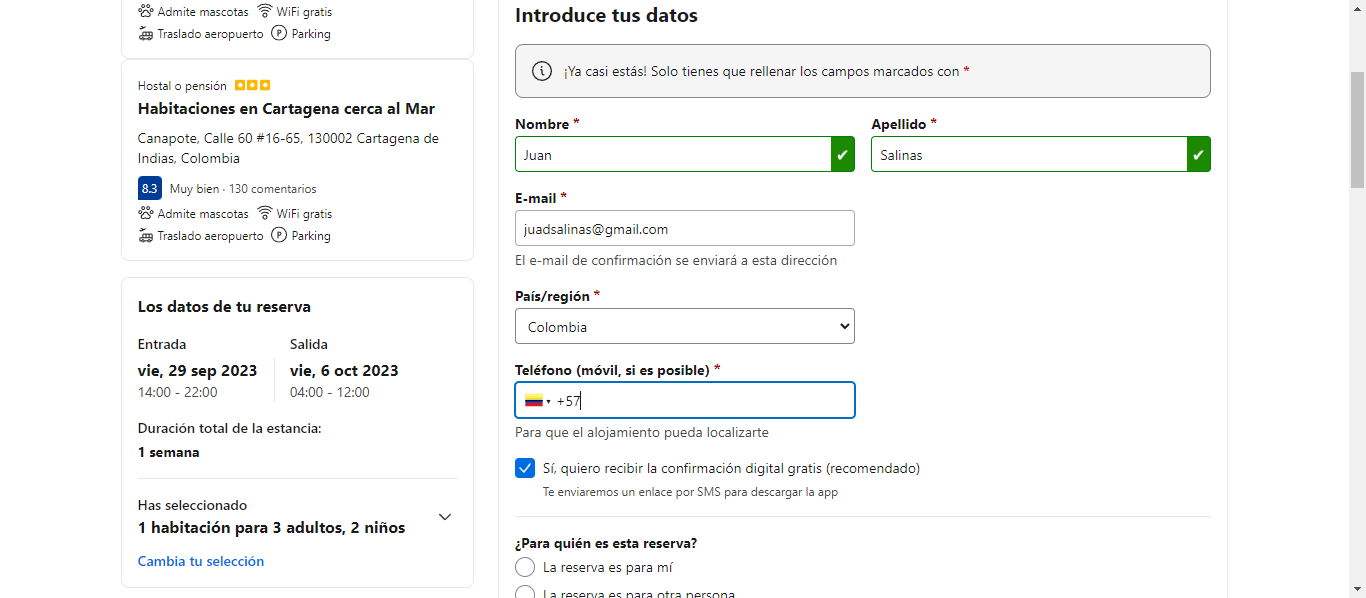 Admite mascotas WiFi gratis
Traslado aeropuerto P Parking
Hostal o pensión
Habitaciones en Cartagena cerca al Mar
Canapote, Calle 60 #16-65, 130002 Cartagena de
Indias, Colombia
8.3 Muy bien · 130 comentarios
Admite mascotas WiFi gratis
Traslado aeropuerto P Parking
Los datos de tu reserva
Entrada Salida
vie, 29 sep 2023 vie, 6 oct 2023
14:00 - 22:00 04:00 - 12:00
Duración total de la estancia:
1 semana
Has seleccionado
1 habitación para 3 adultos, 2 niños
Cambia tu selección
Introduce tus datos
¡Ya casi estás! Solo tienes que rellenar los campos marcados con *
Nombre * Apellido *
Juan Salinas
E-mail *
juadsalinas@gmail.com
El e-mail de confirmación se enviará a esta dirección
País/región *
Colombia
Teléfono (móvil, si es posible) *
+57
Para que el alojamiento pueda localizarte
Sí, quiero recibir la confirmación digital gratis (recomendado)
Te enviaremos un enlace por SMS para descargar la app
¿Para quién es esta reserva?
La reserva es para mí
La reserva es para otra persona